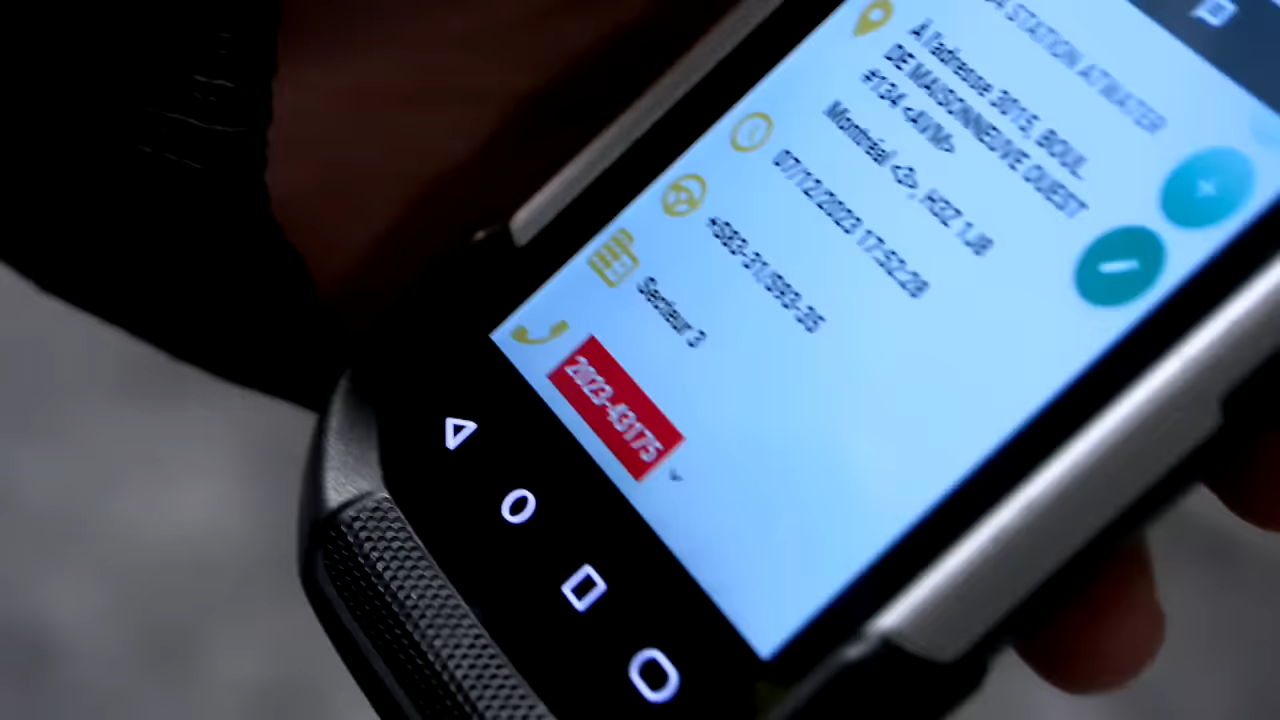 STATION ATWATER
À l'adresse 3015, BOUL.
DE MAISONNEUVE OUEST
#134 <AVM>
Montréal <3>, H3Z 1J8
07/12/2023 17:52:28
Secteur 3
2023-43175